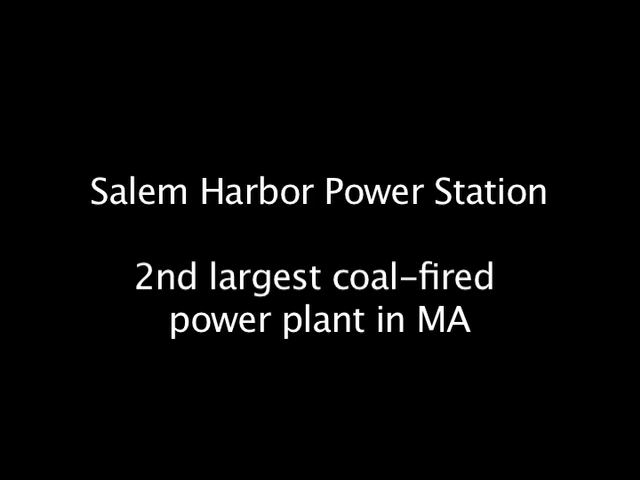 Salem Harbor Power Station
2nd largest coal-fired
power plant in MA